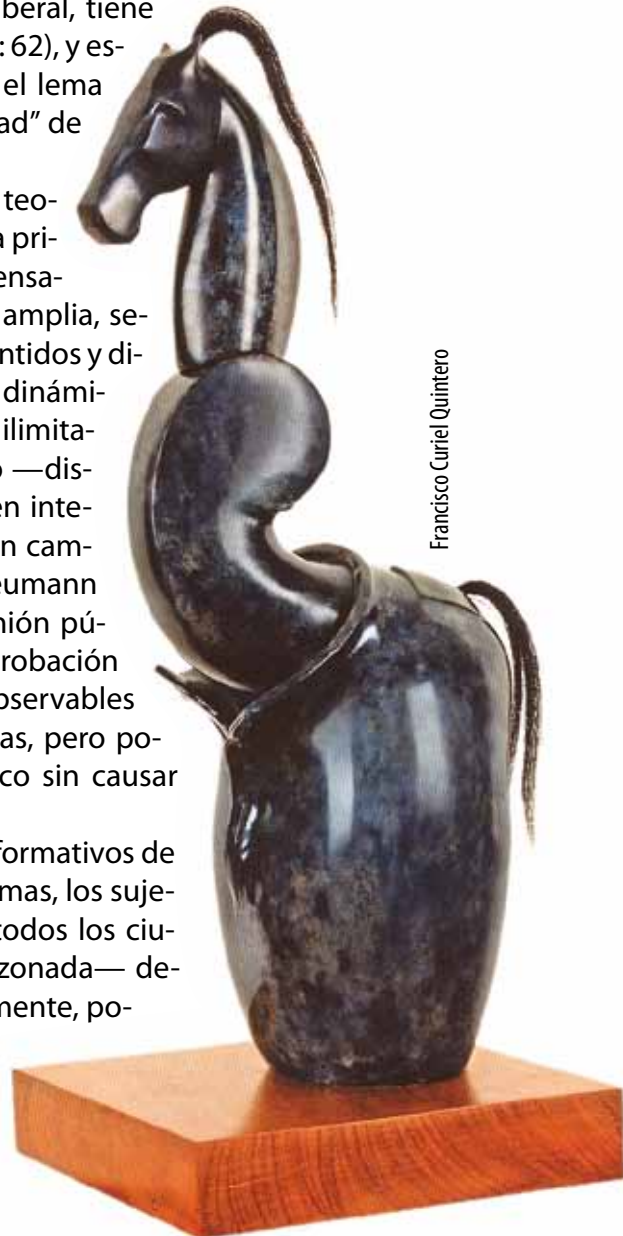 beral, tiene
: 62), y es-
el lema
ad” de
teo-
a pri-
ensa-
amplia, se-
ntidos y di-
dinámi-
ilimita-
o —dis-
en inte-
n cam-
eumann
nión pú-
robación
bservables
as, pero po-
co sin causar
formativos de
mas, los suje-
todos los ciu-
zonada— de-
mente, po-
Francisco Curiel Quintero